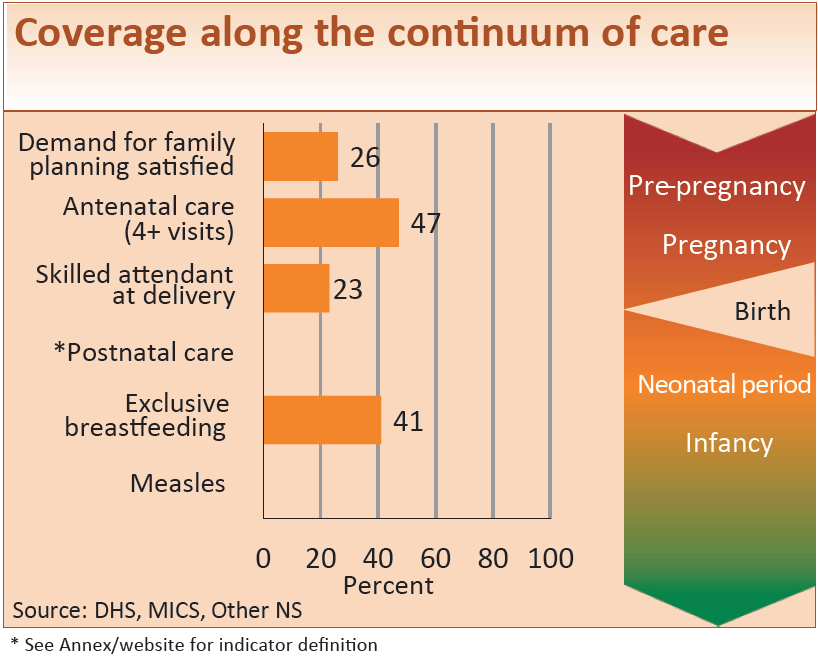 Coverage along the continuum of care
Demand for family
planning satisfied
26
Antenatal care
(4+ visits)
47
Skilled attendant
at delivery
23
*Postnatal care
Exclusive
breastfeeding
41
Measles
0 20 40 60 80 100
Percent
Pre-pregnancy
Pregnancy
Birth
Neonatal period
Infancy
Source: DHS, MICS, Other NS
* See Annex/website for indicator definition